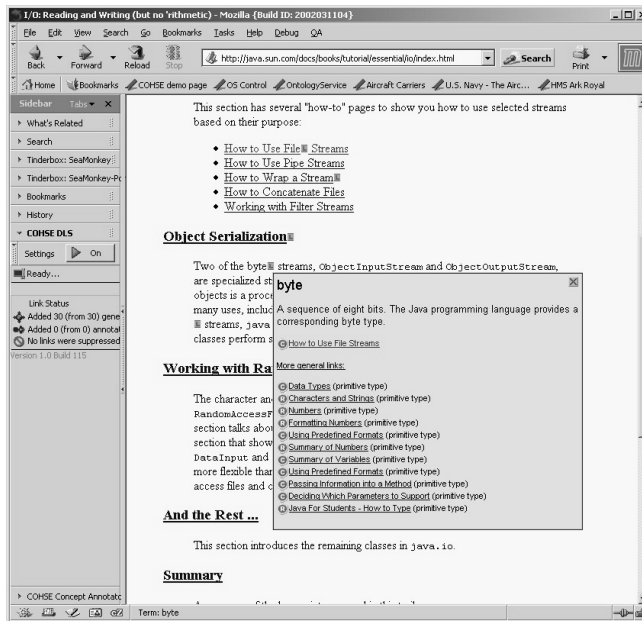 I/O: Reading and Writing (but no 'rithmetic) - Mozilla {Build ID: 2002031104}
File Edit View Search Go Bookmarks Tasks Help Debug QA
Back Forward Reload Stop http://java.sun.com/docs/books/tutorial/essential/io/index.html Search Print
Home Bookmarks COHSE demo page OS Control OntologyService Aircraft Carriers U.S. Navy - The Airc... HMS Ark Royal
Sidebar Tabs
What's Related
Search
Tinderbox: SeaMonkey
Tinderbox: SeaMonkey-Po
Bookmarks
History
COHSE DLS
Settings On
Ready...
Link Status
Added 30 (from 30) gene
Added 0 (from 0) annotat
No links were suppressed
Version 1.0 Build 115
COHSE Concept Annotatc
This section has several "how-to" pages to show you how to use selected streams
based on their purpose:
How to Use File Streams
How to Use Pipe Streams
How to Wrap a Stream
How to Concatenate Files
Working with Filter Streams
Object Serialization
Two of the byte streams, ObjectInputStream and ObjectOutputStream,
are specialized st
objects is a proce
many uses, includ
streams, java
classes perform s
Working with Ra
The character an
RandomAccessF
section talks abou
section that show
DataInput and
more flexible than
access files and c
byte
A sequence of eight bits. The Java programming language provides a
corresponding byte type.
How to Use File Streams
More general links:
Data Types (primitive type)
Characters and Strings (primitive type)
Numbers (primitive type)
Formatting Numbers (primitive type)
Using Predefined Formats (primitive type)
Summary of Numbers (primitive type)
Summary of Variables (primitive type)
Using Predefined Formats (primitive type)
Passing Information into a Method (primitive type)
Deciding Which Parameters to Support (primitive type)
Java For Students - How to Type (primitive type)
And the Rest ...
This section introduces the remaining classes in java.io.
Summary
Term: byte